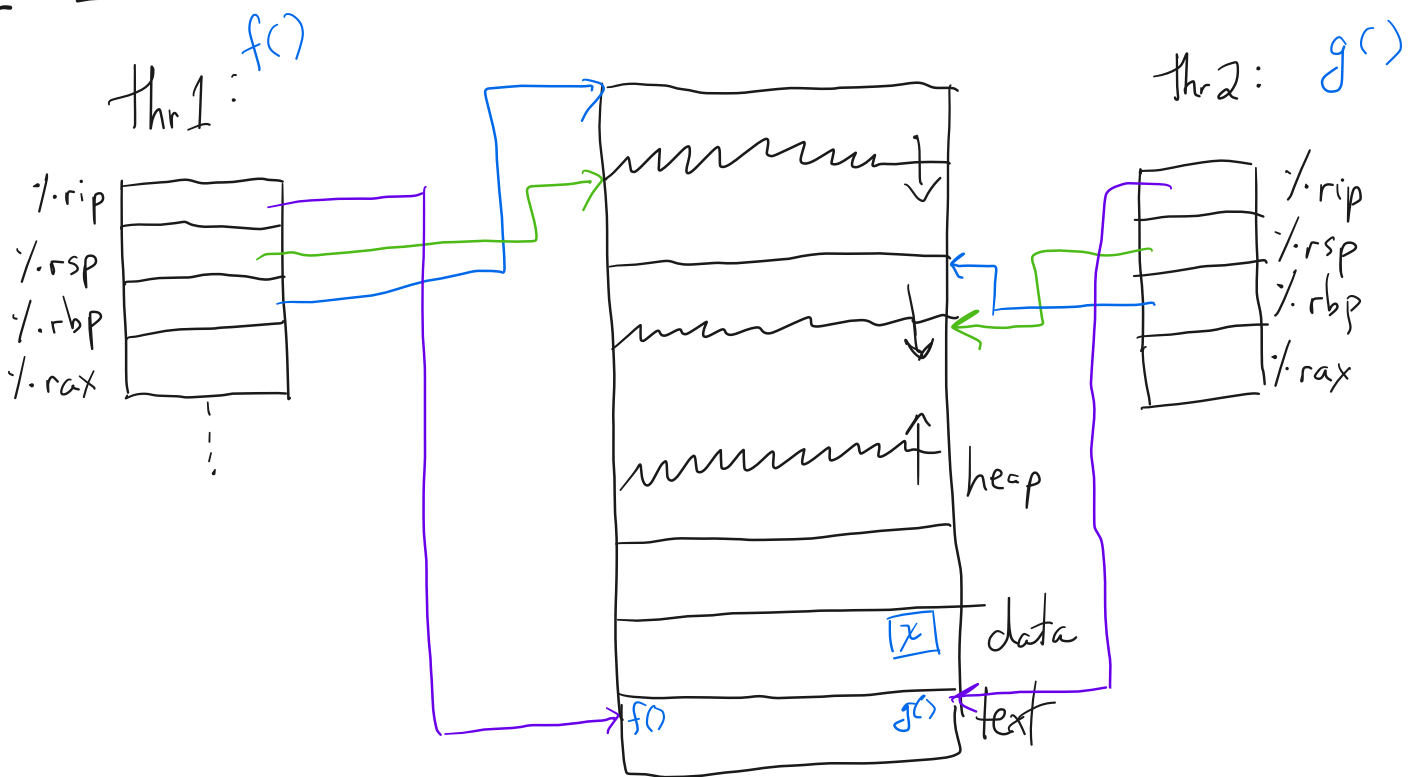 thr1: f()
%rip
%rsp
%rbp
%rax
heap
data
x
f()
g()
text
thr2: g()
%rip
%rsp
%rbp
%rax